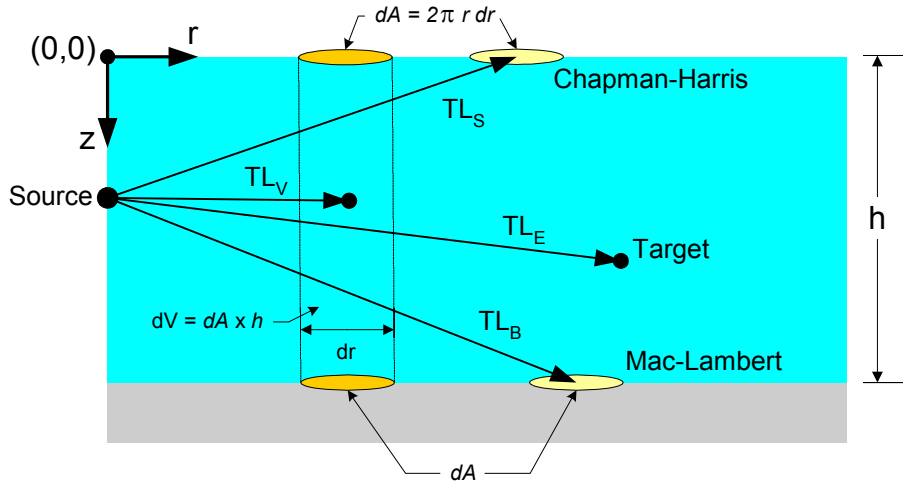 dA = 2π r dr
(0,0)
r
Chapman-Harris
TL_S
z
TL_V
Source
h
TL_E
Target
dV = dA x h
TL_B
dr
Mac-Lambert
dA